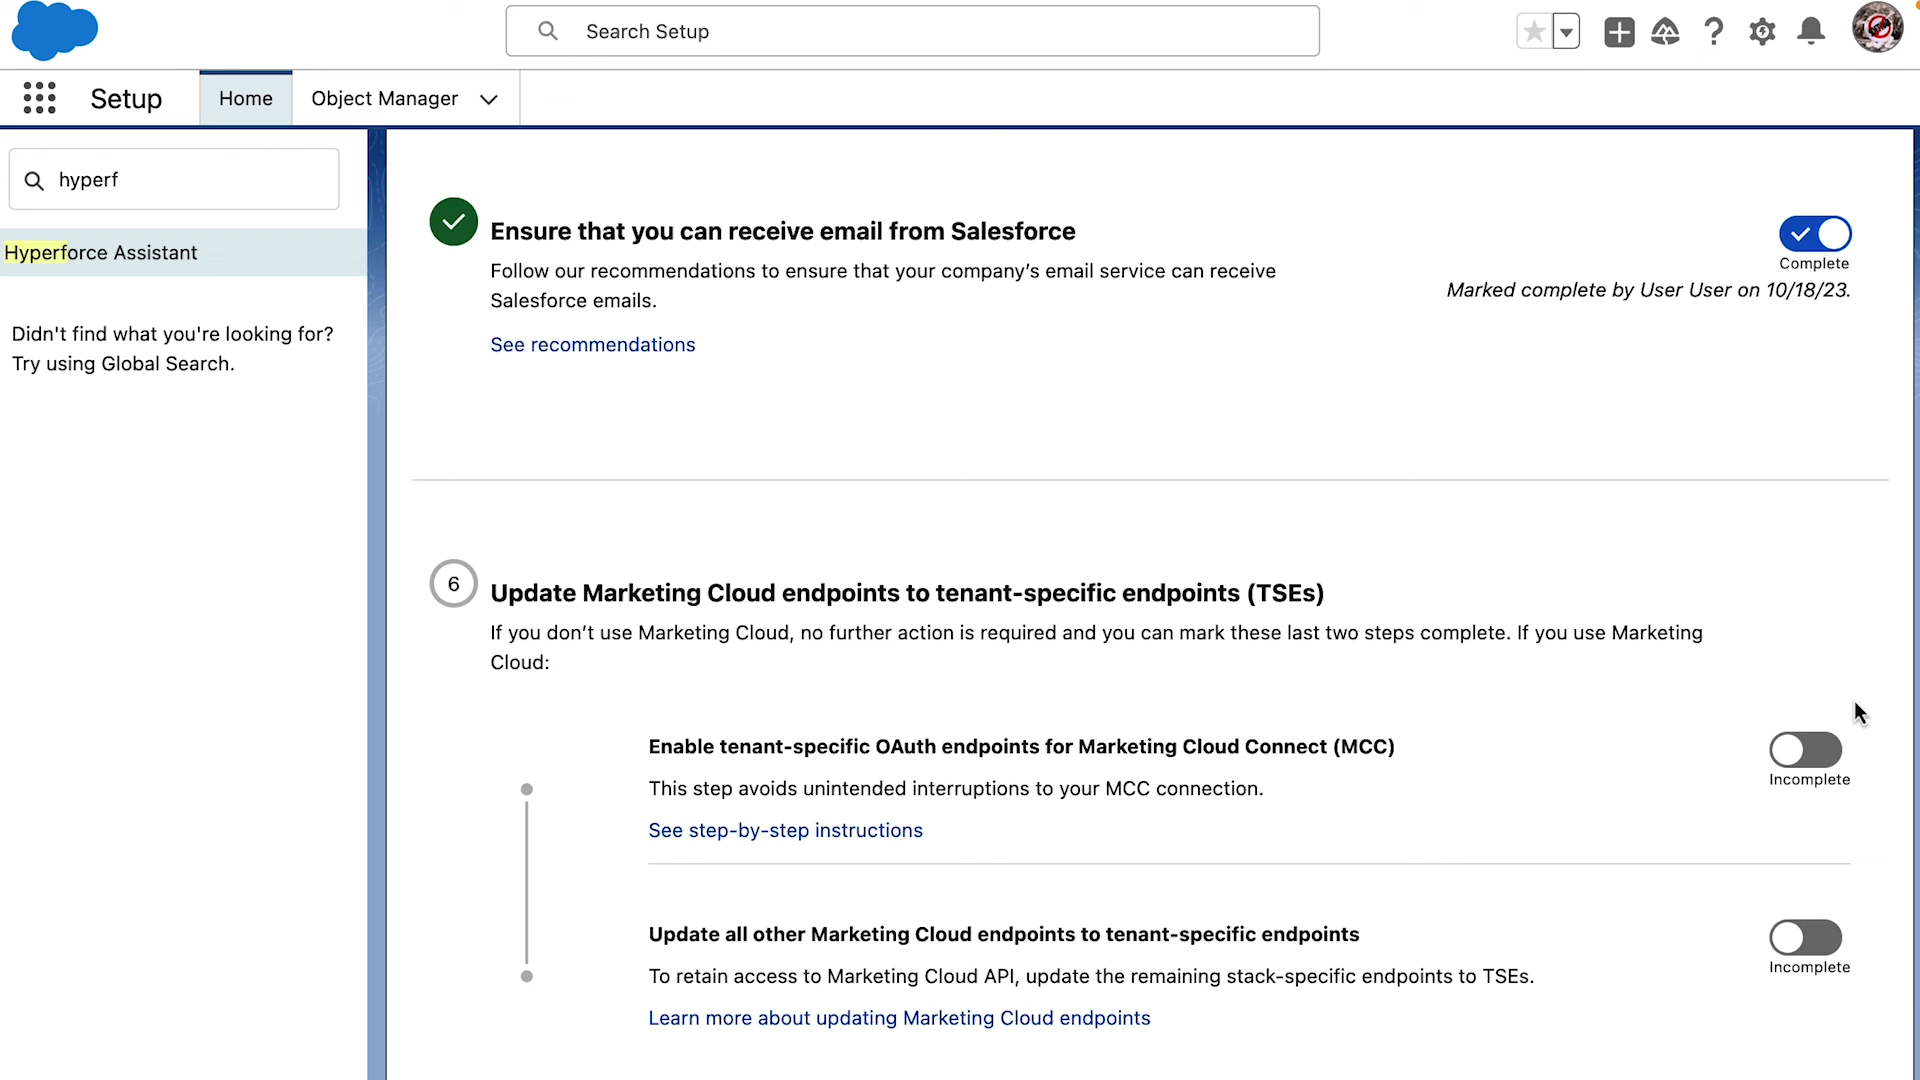 Search Setup
Setup
Home
Object Manager
hyperf
Hyperforce Assistant
Didn't find what you're looking for?
Try using Global Search.
Ensure that you can receive email from Salesforce
Follow our recommendations to ensure that your company’s email service can receive
Salesforce emails.
See recommendations
Complete
Marked complete by User User on 10/18/23.
6
Update Marketing Cloud endpoints to tenant-specific endpoints (TSEs)
If you don’t use Marketing Cloud, no further action is required and you can mark these last two steps complete. If you use Marketing
Cloud:
Enable tenant-specific OAuth endpoints for Marketing Cloud Connect (MCC)
This step avoids unintended interruptions to your MCC connection.
See step-by-step instructions
Incomplete
Update all other Marketing Cloud endpoints to tenant-specific endpoints
To retain access to Marketing Cloud API, update the remaining stack-specific endpoints to TSEs.
Learn more about updating Marketing Cloud endpoints
Incomplete